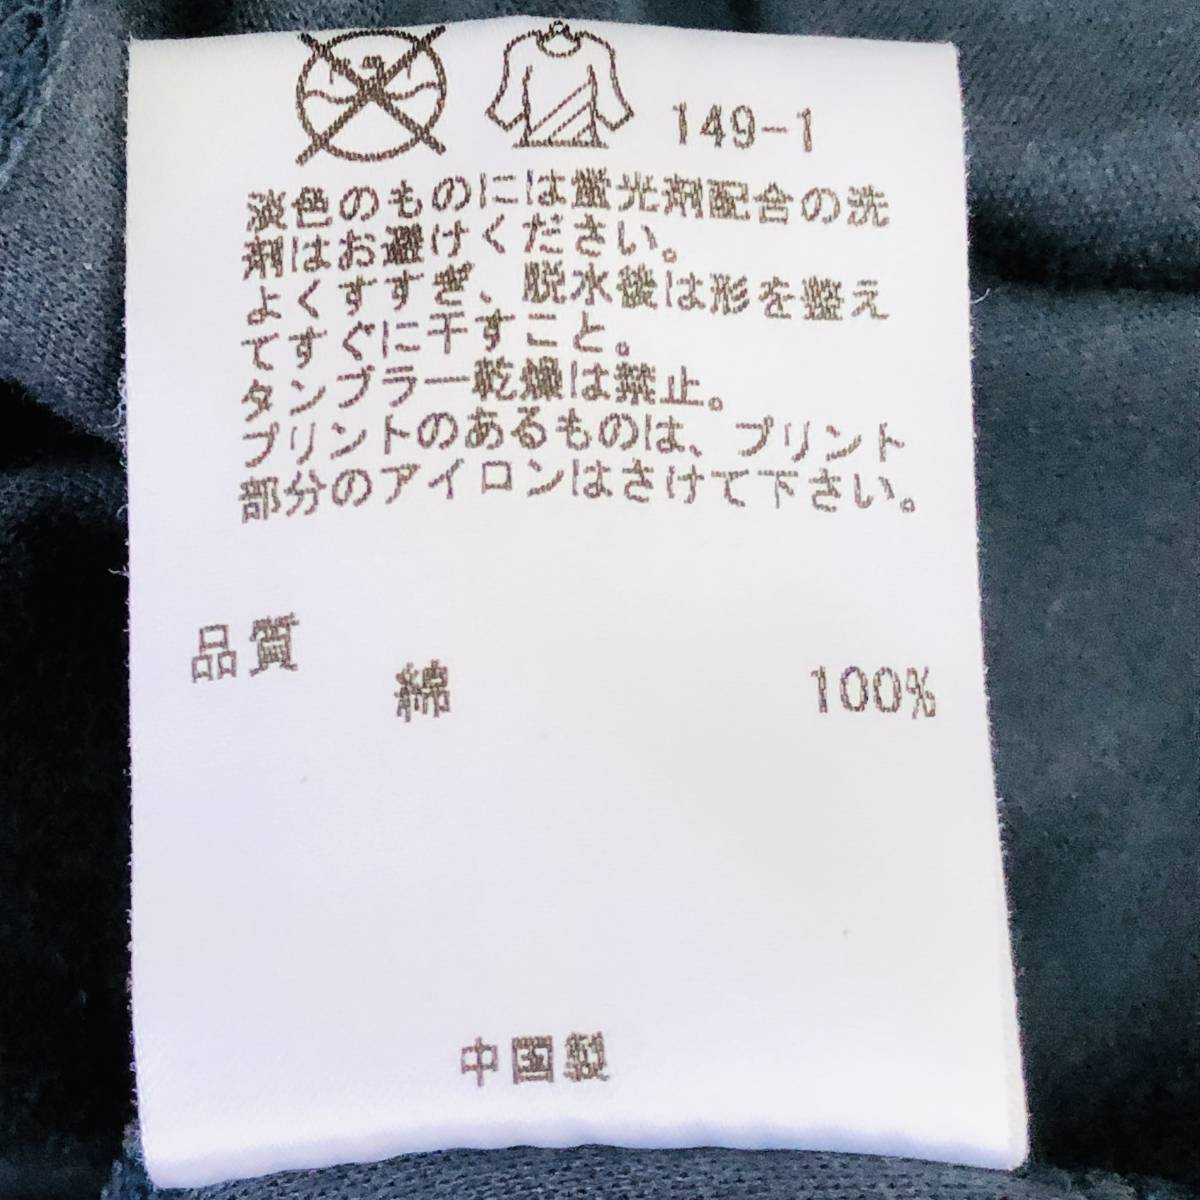 149-1
淡色のものには蛍光剤配合の洗
剤はお避けください。
よくすすぎ、脱水後は形を整え
てすぐに干すこと。
タンブラー乾燥は禁止。
プリントのあるものは、プリント
部分のアイロンはさけて下さい。
品質
綿 100%
中国製